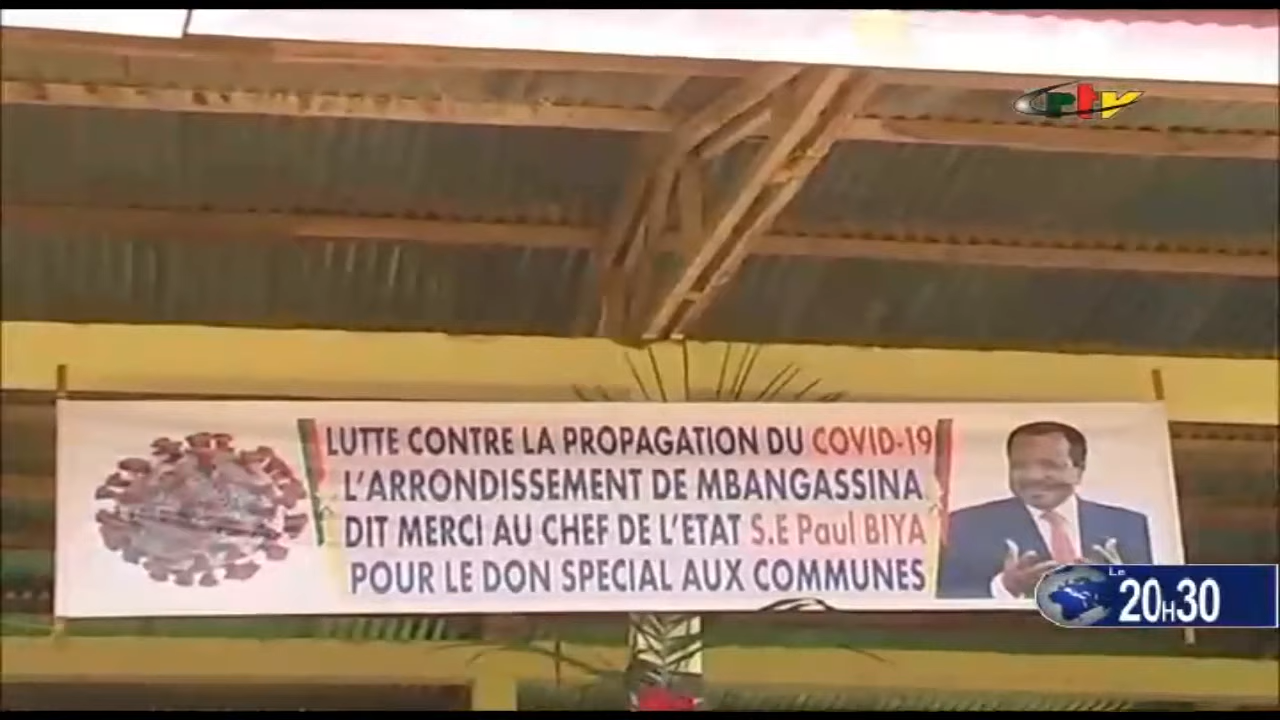 crtv
LUTTE CONTRE LA PROPAGATION DU COVID-19
L'ARRONDISSEMENT DE MBANGASSINA
DIT MERCI AU CHEF DE L'ETAT S.E Paul BIYA
POUR LE DON SPECIAL AUX COMMUNES
Le
20H30